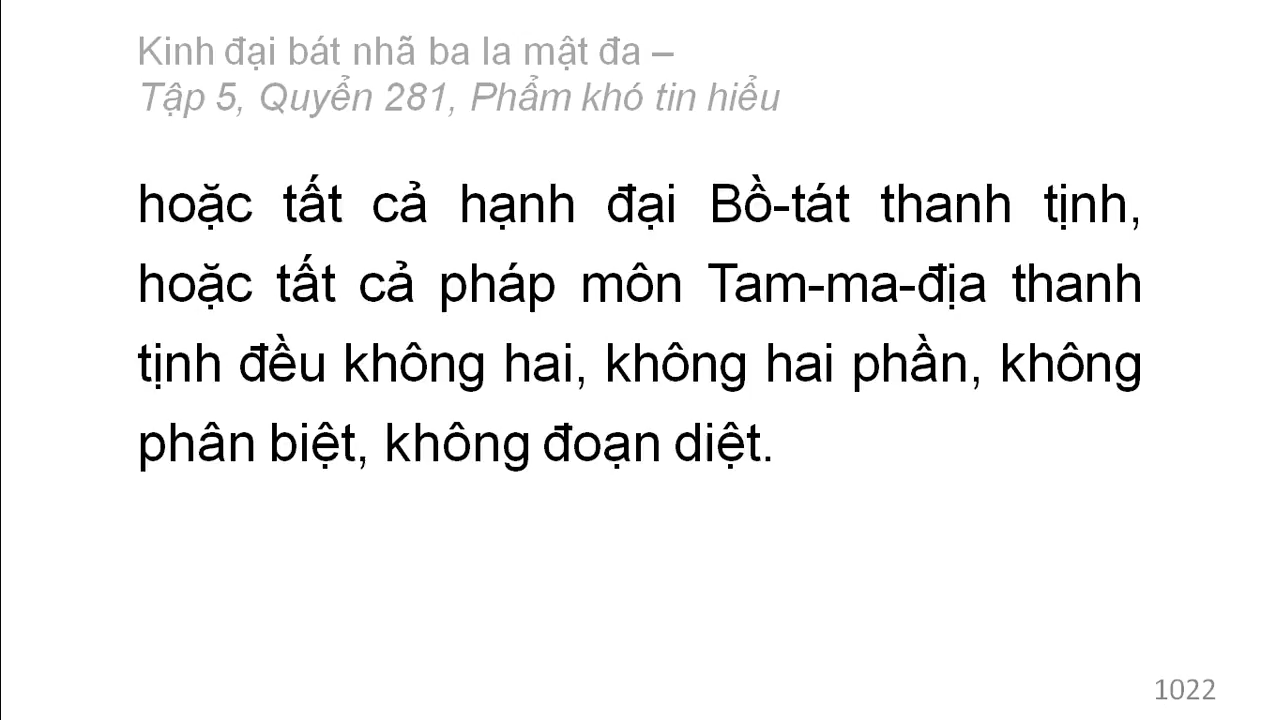 Kinh đại bát nhã ba la mật đa –
Tập 5, Quyển 281, Phẩm khó tin hiểu
hoặc tất cả hạnh đại Bồ-tát thanh tịnh,
hoặc tất cả pháp môn Tam-ma-địa thanh
tịnh đều không hai, không hai phần, không
phân biệt, không đoạn diệt.
1022